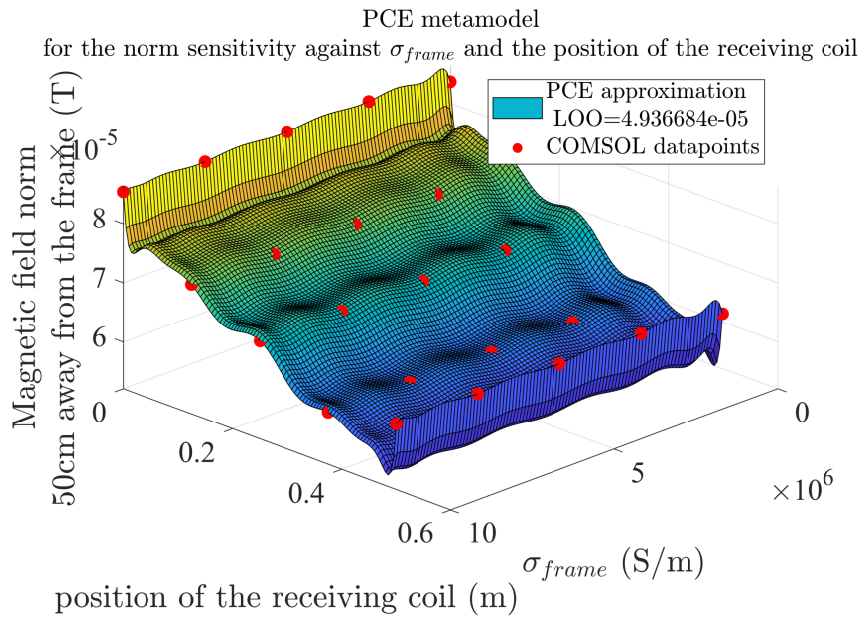 PCE metamodel
for the norm sensitivity against σ_frame and the position of the receiving coil
PCE approximation
LOO=4.936684e-05
COMSOL datapoints
×10^-5
8
7
6
Magnetic field norm
50cm away from the frame (T)
0
0.2
0.4
0.6
position of the receiving coil (m)
10
5
0
×10^6
σ_frame (S/m)